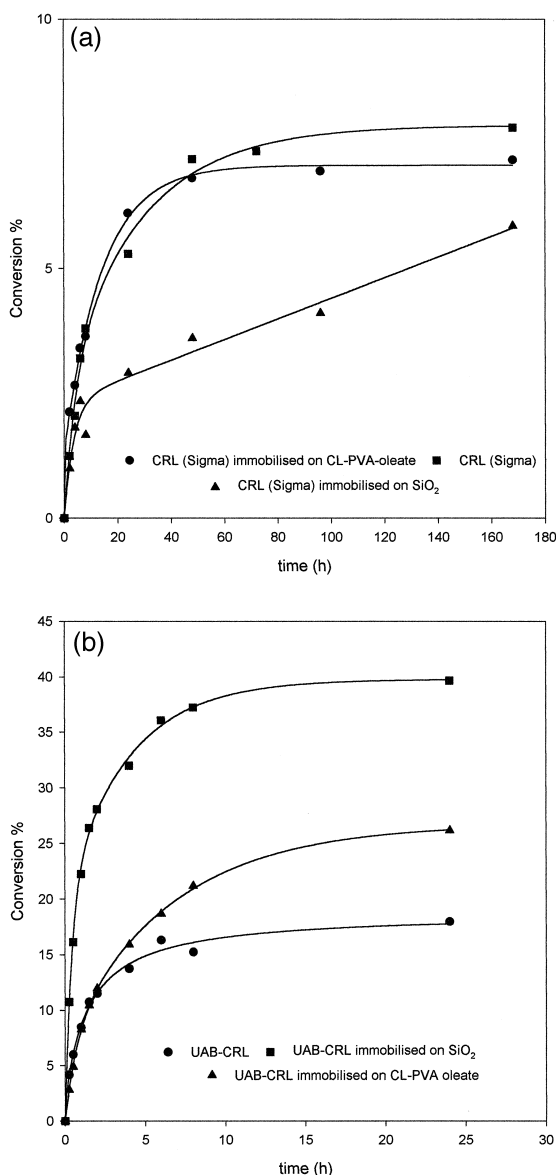 (a)
10
5
0
Conversion %
CRL (Sigma) immobilised on CL-PVA-oleate CRL (Sigma)
CRL (Sigma) immobilised on SiO₂
0 20 40 60 80 100 120 140 160 180
time (h)
(b)
45
40
35
30
25
20
15
10
5
0
Conversion %
UAB-CRL UAB-CRL immobilised on SiO₂
UAB-CRL immobilised on CL-PVA oleate
0 5 10 15 20 25 30
time (h)